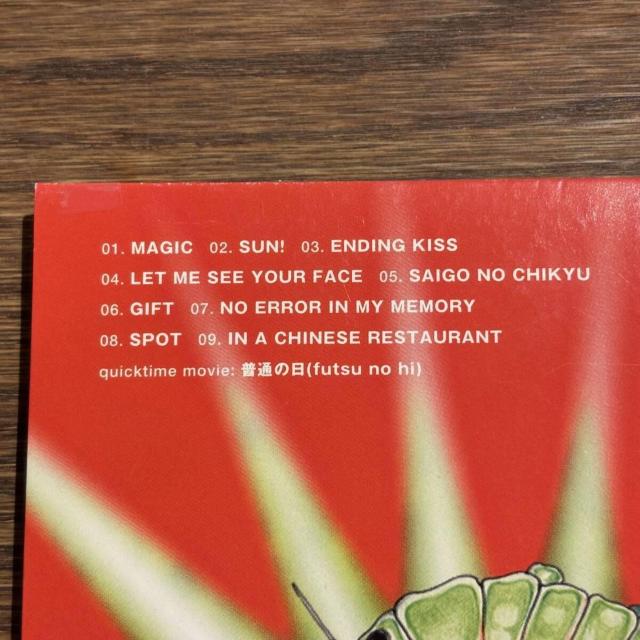 01. MAGIC 02. SUN! 03. ENDING KISS
04. LET ME SEE YOUR FACE 05. SAIGO NO CHIKYU
06. GIFT 07. NO ERROR IN MY MEMORY
08. SPOT 09. IN A CHINESE RESTAURANT
quicktime movie: 普通の日(futsu no hi)